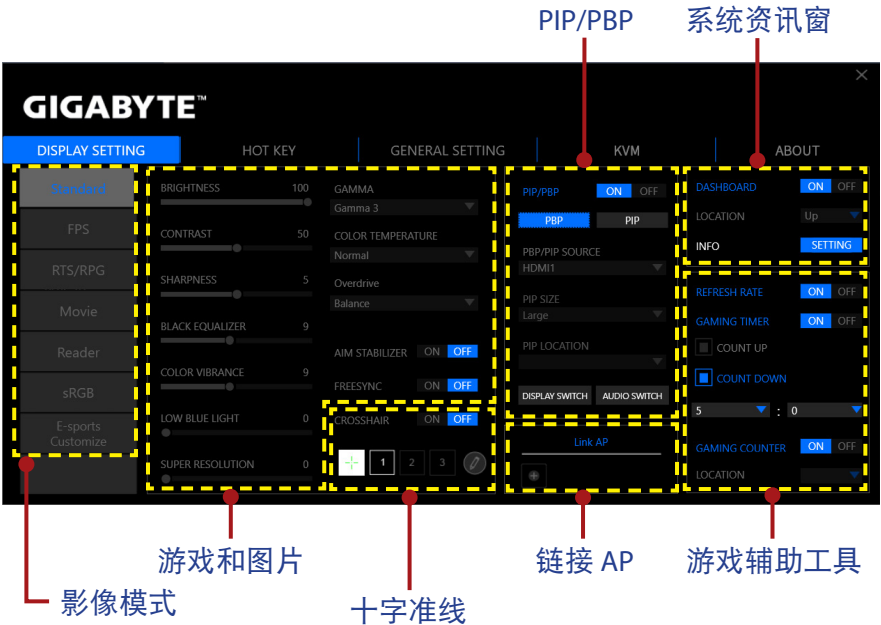 PIP/PBP
系统资讯窗
GIGABYTE™
DISPLAY SETTING
HOT KEY
GENERAL SETTING
KVM
ABOUT
Standard
FPS
RTS/RPG
Movie
Reader
sRGB
E-sports
Customize
BRIGHTNESS 100
CONTRAST 50
SHARPNESS 5
BLACK EQUALIZER 9
COLOR VIBRANCE 9
LOW BLUE LIGHT 0
SUPER RESOLUTION 0
GAMMA
Gamma 3
COLOR TEMPERATURE
Normal
Overdrive
Balance
AIM STABILIZER ON OFF
FREESYNC ON OFF
CROSSHAIR ON OFF
1 2 3
PIP/PBP ON OFF
PBP PIP
PBP/PIP SOURCE
HDMI1
PIP SIZE
Large
PIP LOCATION
DISPLAY SWITCH AUDIO SWITCH
Link AP
DASHBOARD ON OFF
LOCATION Up
INFO SETTING
REFRESH RATE ON OFF
GAMING TIMER ON OFF
COUNT UP
COUNT DOWN
5 : 0
GAMING COUNTER ON OFF
LOCATION
游戏和图片
链接 AP
游戏辅助工具
影像模式
十字准线